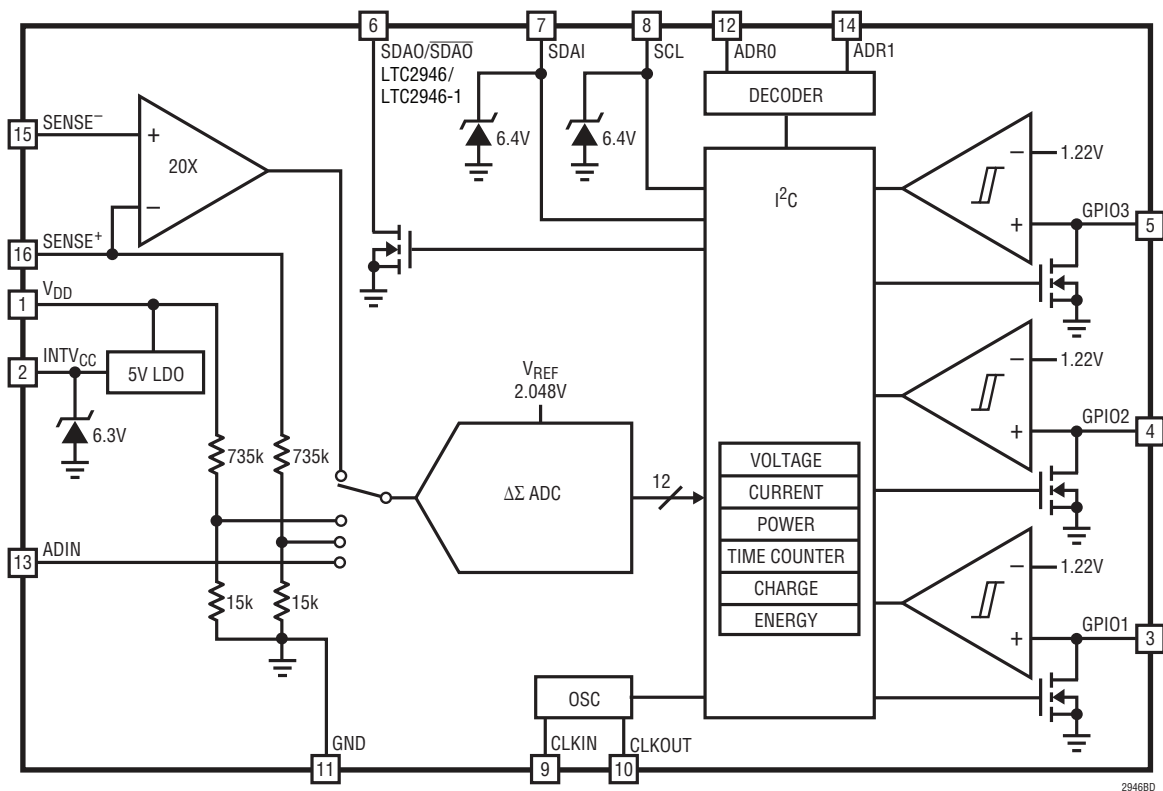 6
7
8
12
14
SDAO/SDAO
LTC2946/
LTC2946-1
SDAI
SCL
ADR0
ADR1
DECODER
15
SENSE–
+
20X
–
6.4V
6.4V
I2C
–
1.22V
+
GPIO3
5
16
SENSE+
1
VDD
2
INTVCC
5V LDO
6.3V
VREF
2.048V
–
1.22V
+
GPIO2
4
735k
735k
ΔΣ ADC
12
VOLTAGE
CURRENT
POWER
TIME COUNTER
CHARGE
ENERGY
13
ADIN
15k
15k
–
1.22V
+
GPIO1
3
OSC
GND
CLKIN
CLKOUT
11
9
10
2946BD